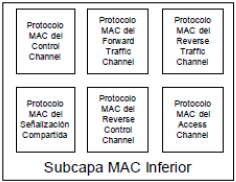 Protocolo
MAC del
Control
Channel
Protocolo
MAC del
Forward
Traffic
Channel
Protocolo
MAC del
Reverse
Traffic
Channel
Protocolo
MAC del
Señalización
Compartida
Protocolo
MAC del
Reverse
Control
Channel
Protocolo
MAC del
Access
Channel
Subcapa MAC Inferior